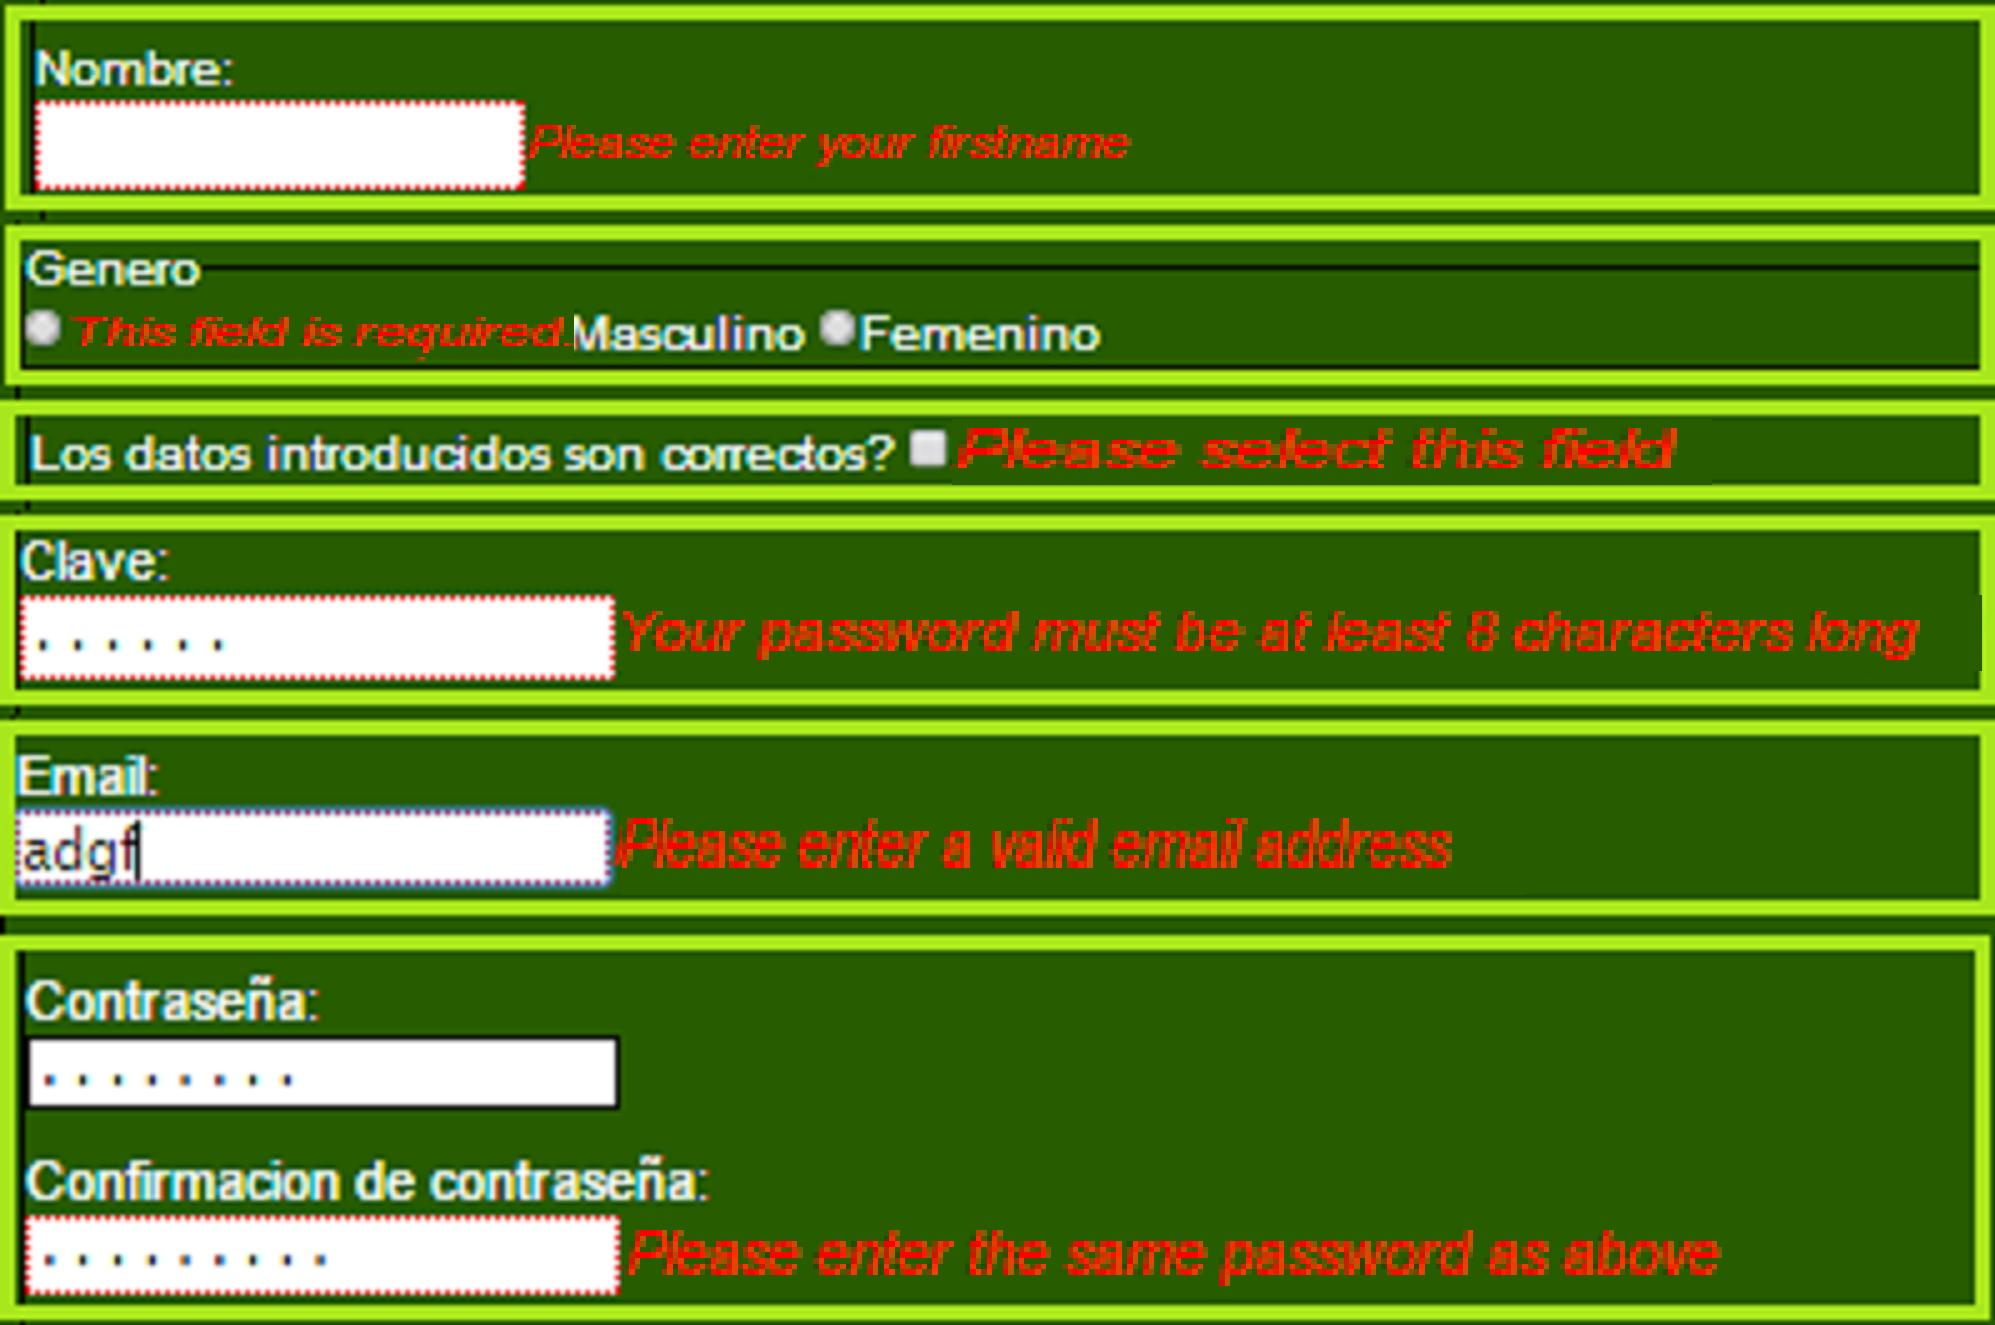 Nombre:
Please enter your firstname
Genero
This field is required. Masculino Femenino
Los datos introducidos son correctos? Please select this field
Clave:
...... Your password must be at least 8 characters long
Email:
adgf Please enter a valid email address
Contraseña:
........
Confirmacion de contraseña:
......... Please enter the same password as above